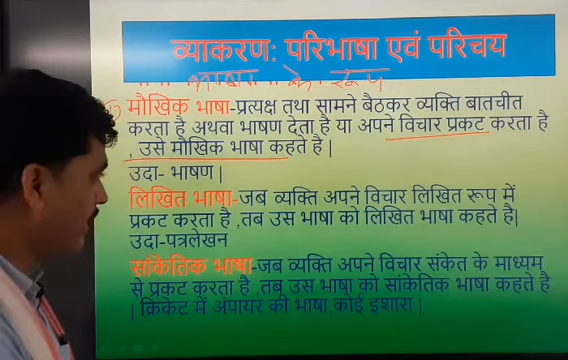 व्याकरण: परिभाषा एवं परिचय
भाषा के रूप
मौखिक भाषा-प्रत्यक्ष तथा सामने बैठकर व्यक्ति बातचीत
करता है अथवा भाषण देता है या अपने विचार प्रकट करता है
, उसे मौखिक भाषा कहते है |
उदा- भाषण |
लिखित भाषा-जब व्यक्ति अपने विचार लिखित रूप में
प्रकट करता है ,तब उस भाषा को लिखित भाषा कहते है|
उदा-पत्रलेखन
सांकेतिक भाषा-जब व्यक्ति अपने विचार संकेत के माध्यम
से प्रकट करता है ,तब उस भाषा को सांकेतिक भाषा कहते है
| क्रिकेट में अंपायर की भाषा,कोई इशारा |